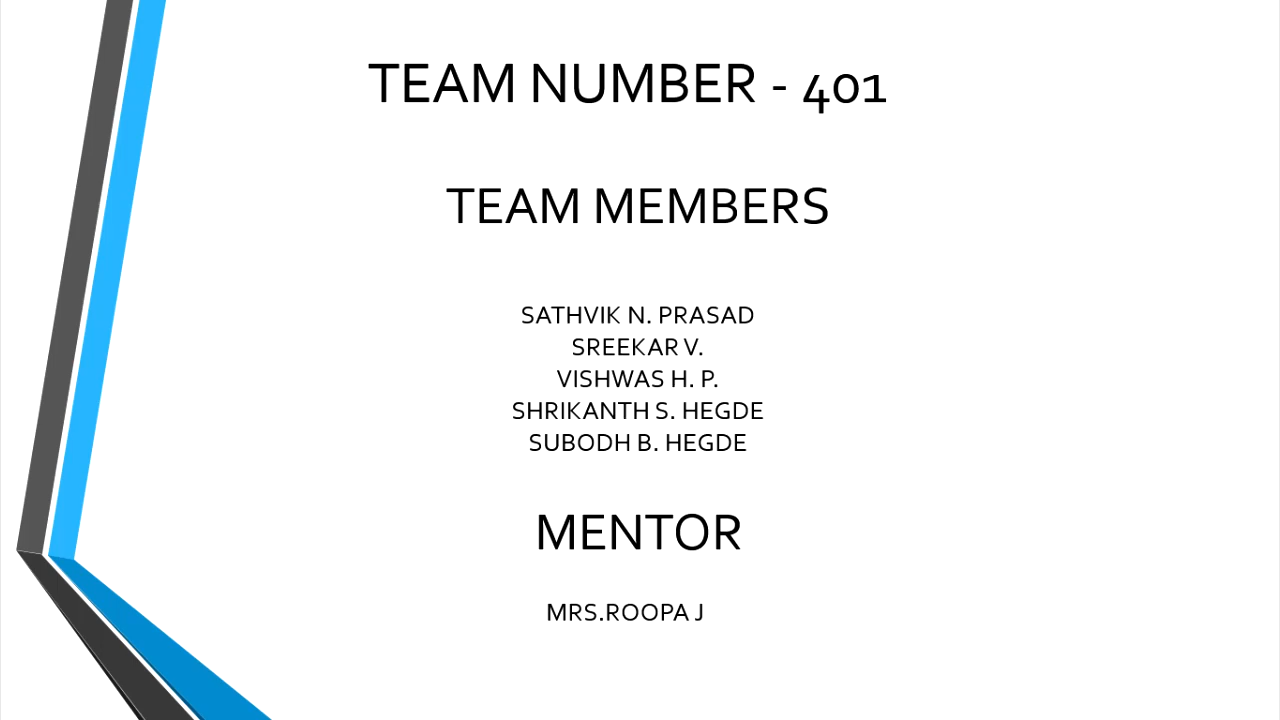 TEAM NUMBER - 401
TEAM MEMBERS
SATHVIK N. PRASAD
SREEKAR V.
VISHWAS H. P.
SHRIKANTH S. HEGDE
SUBODH B. HEGDE
MENTOR
MRS.ROOPA J